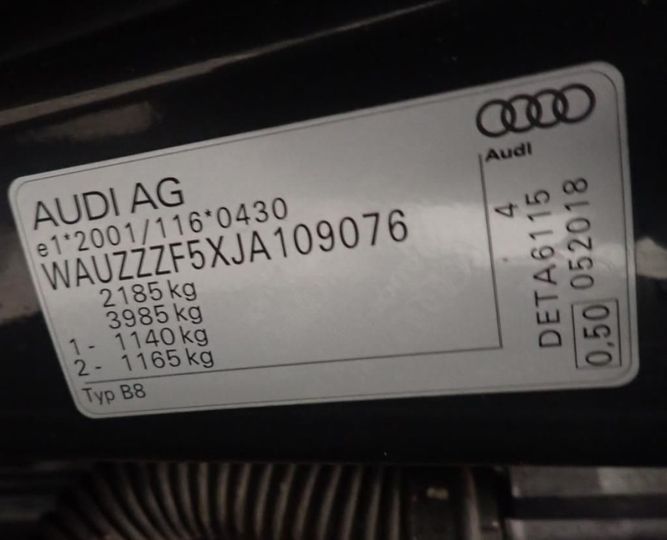 AUDI AG
e1*2001/116*0430
WAUZZZF5XJA109076
2185 kg
3985 kg
1 - 1140 kg
2 - 1165 kg
Typ B8
Audi
4
DETA6115
052018
0,50